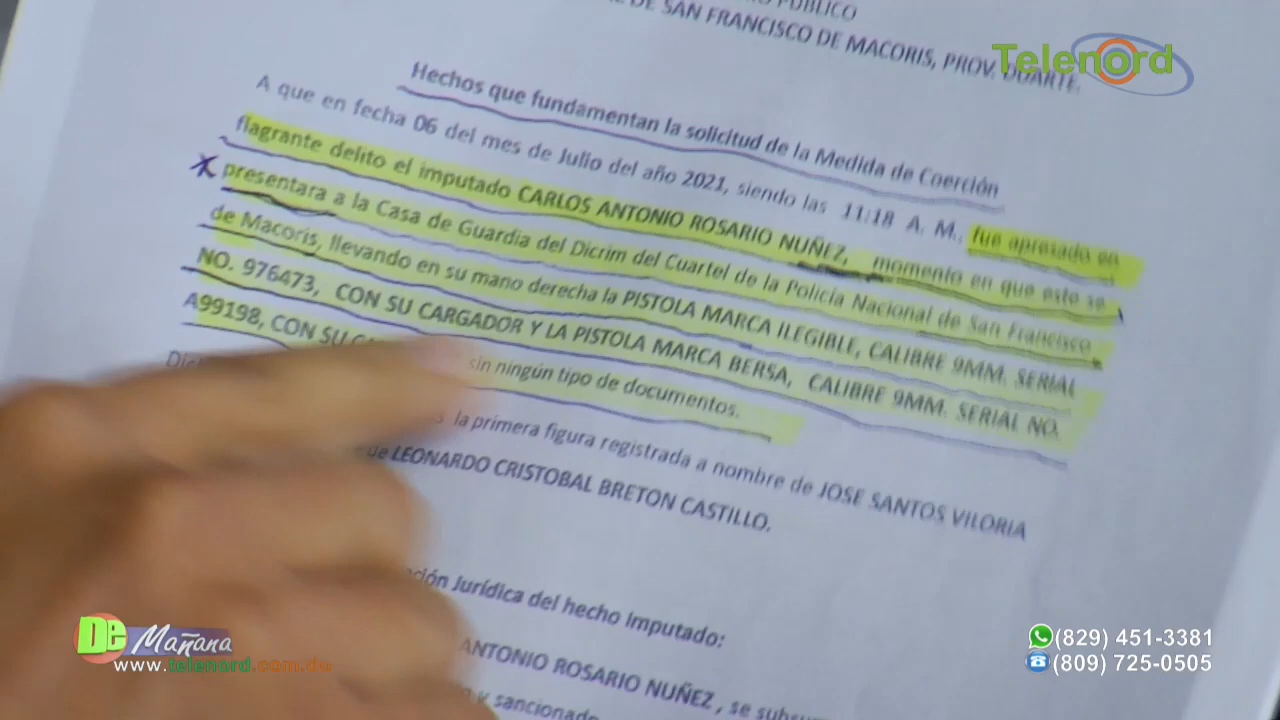 PÚBLICO
DE SAN FRANCISCO DE MACORIS, PROV. DUARTE.
Telenord
Hechos que fundamentan la solicitud de la Medida de Coerción
A que en fecha 06 del mes de Julio del año 2021, siendo las 11:18 A. M., fue apresado en
flagrante delito el imputado CARLOS ANTONIO ROSARIO NUÑEZ, momento en que este se
presentara a la Casa de Guardia del Dicrim del Cuartel de la Policía Nacional de San Francisco
de Macorís, llevando en su mano derecha la PISTOLA MARCA ILEGIBLE, CALIBRE 9MM. SERIAL
NO. 976473, CON SU CARGADOR Y LA PISTOLA MARCA BERSA, CALIBRE 9MM. SERIAL NO.
A99198, CON SU sin ningún tipo de documentos.
la primera figura registrada a nombre de JOSE SANTOS VILORIA
de LEONARDO CRISTOBAL BRETON CASTILLO.
Jurídica del hecho Imputado:
ANTONIO ROSARIO NUÑEZ, se
y sancionado
De Mañana
www.telenord.com.do
(829) 451-3381
(809) 725-0505